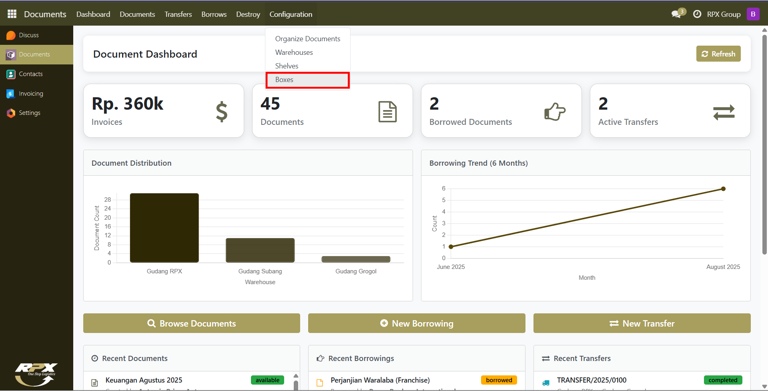 Documents Dashboard Documents Transfers Borrows Destroy Configuration RPX Group B
Discuss
Documents
Contacts
Invoicing
Settings
Organize Documents
Warehouses
Shelves
Boxes
Document Dashboard
Refresh
Rp. 360k
Invoices
45
Documents
2
Borrowed Documents
2
Active Transfers
Document Distribution
Document Count
28
24
20
16
12
8
4
0
Gudang RPX Gudang Subang Gudang Grogol
Warehouse
Borrowing Trend (6 Months)
Count
6
5
4
3
2
1
0
June 2025 August 2025
Month
Browse Documents
New Borrowing
New Transfer
Recent Documents
Keuangan Agustus 2025 available
Recent Borrowings
Perjanjian Waralaba (Franchise) borrowed
Recent Transfers
TRANSFER/2025/0100 completed
RPX
One Stop Logistics